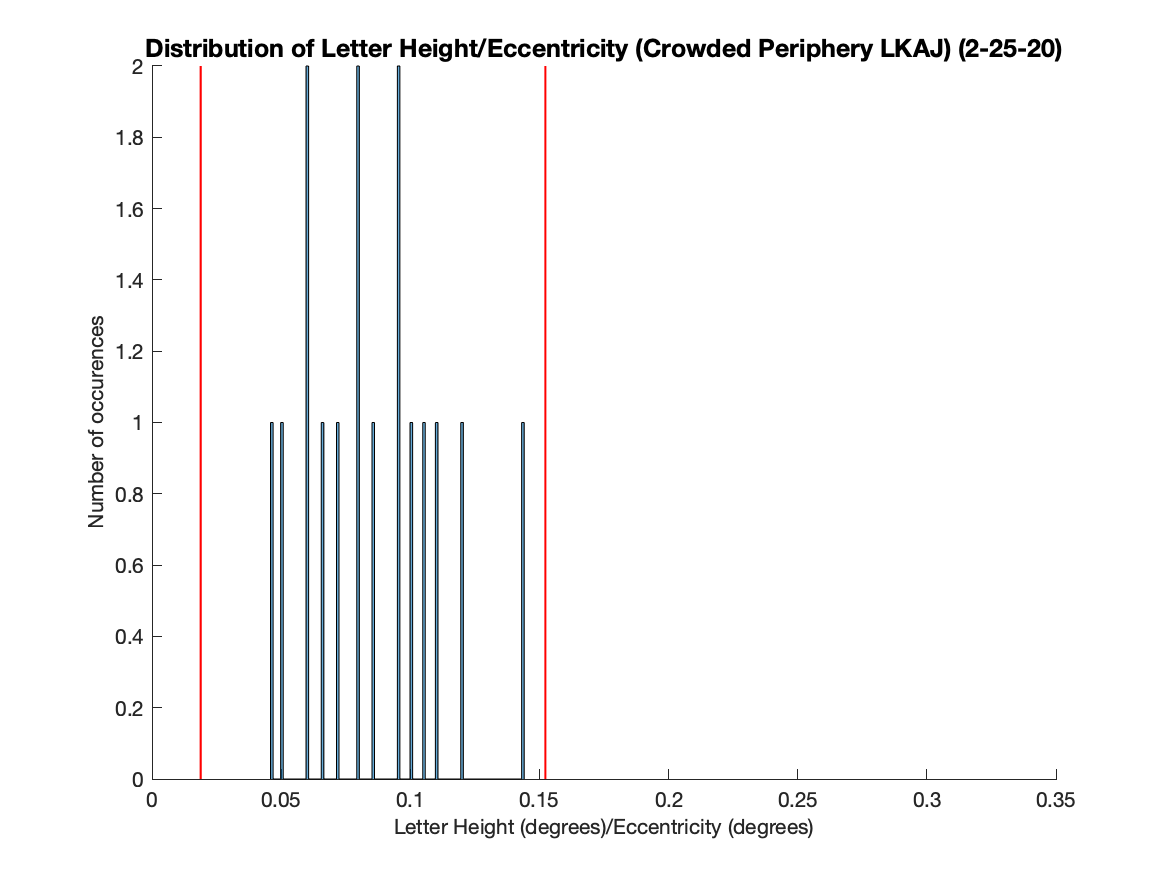 Distribution of Letter Height/Eccentricity (Crowded Periphery LKAJ) (2-25-20)
2
1.8
1.6
1.4
1.2
1
0.8
0.6
0.4
0.2
0
Number of occurences
0 0.05 0.1 0.15 0.2 0.25 0.3 0.35
Letter Height (degrees)/Eccentricity (degrees)